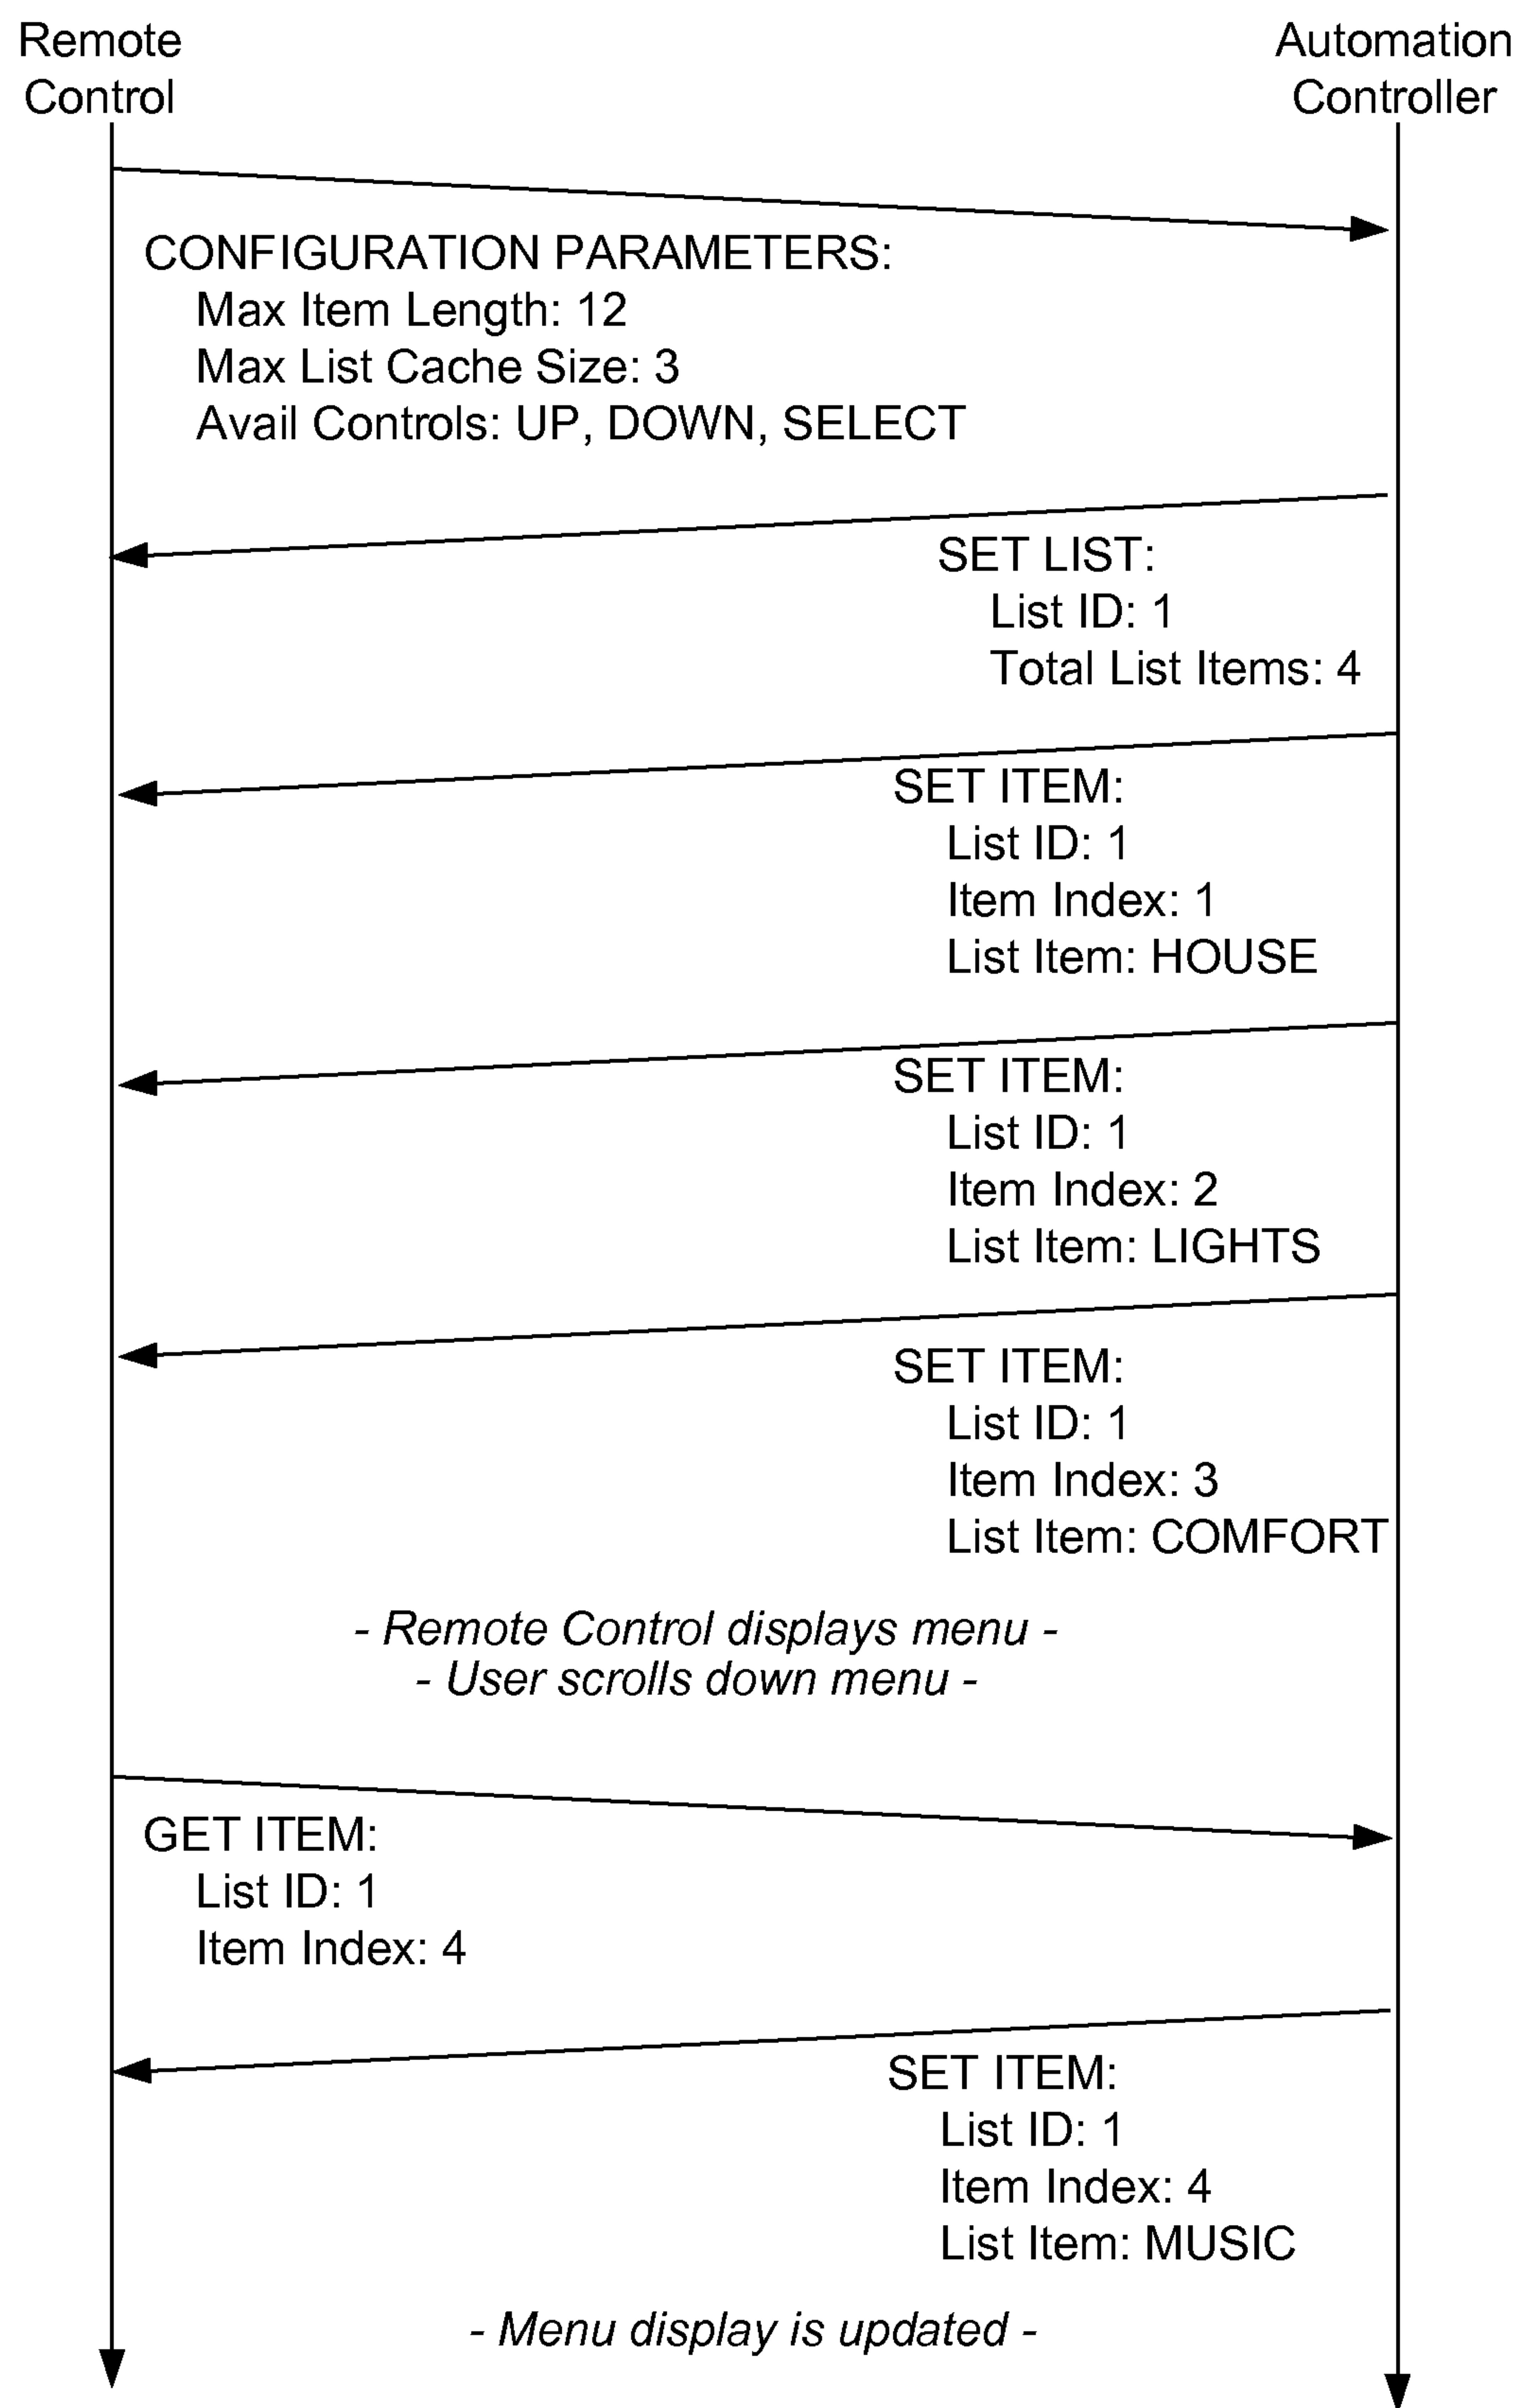 Remote
Control
Automation
Controller
CONFIGURATION PARAMETERS:
Max Item Length: 12
Max List Cache Size: 3
Avail Controls: UP, DOWN, SELECT
SET LIST:
List ID: 1
Total List Items: 4
SET ITEM:
List ID: 1
Item Index: 1
List Item: HOUSE
SET ITEM:
List ID: 1
Item Index: 2
List Item: LIGHTS
SET ITEM:
List ID: 1
Item Index: 3
List Item: COMFORT
- Remote Control displays menu -
- User scrolls down menu -
GET ITEM:
List ID: 1
Item Index: 4
SET ITEM:
List ID: 1
Item Index: 4
List Item: MUSIC
- Menu display is updated -